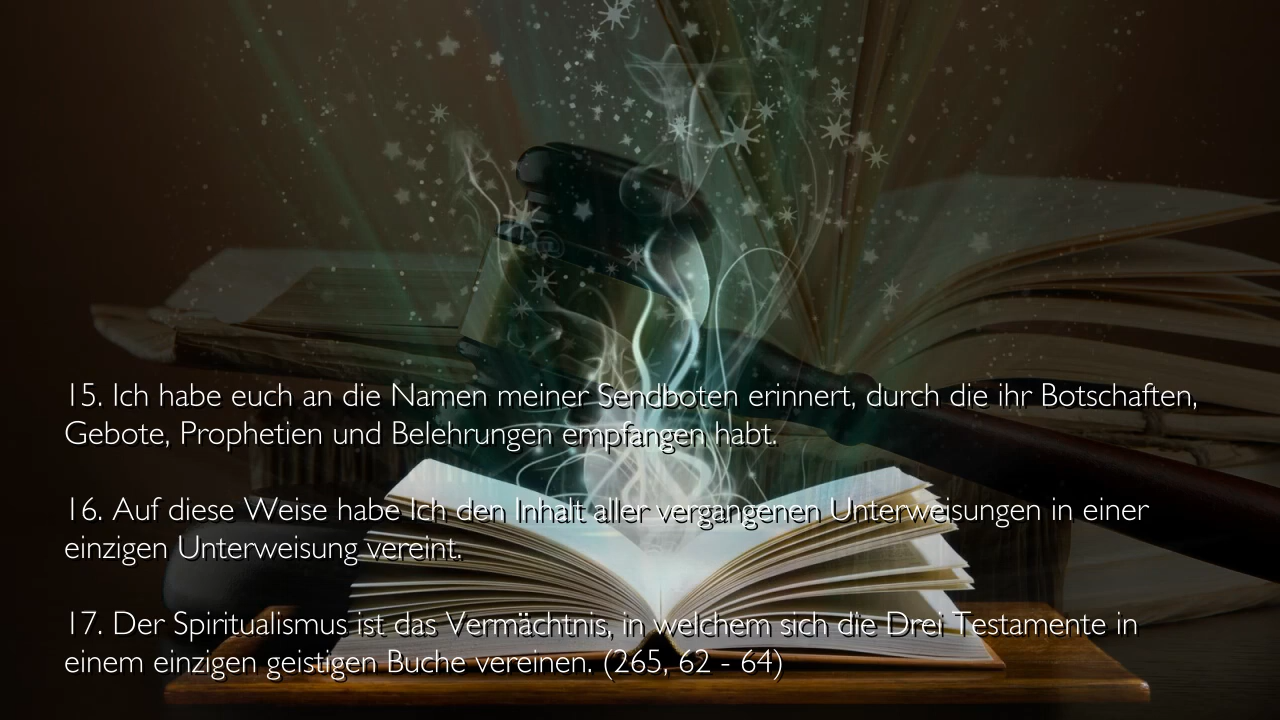 15. Ich habe euch an die Namen meiner Sendboten erinnert, durch die ihr Botschaften,
Gebote, Prophetien und Belehrungen empfangen habt.
16. Auf diese Weise habe Ich den Inhalt aller vergangenen Unterweisungen in einer
einzigen Unterweisung vereint.
17. Der Spiritualismus ist das Vermächtnis, in welchem sich die Drei Testamente in
einem einzigen geistigen Buche vereinen. (265, 62 - 64)